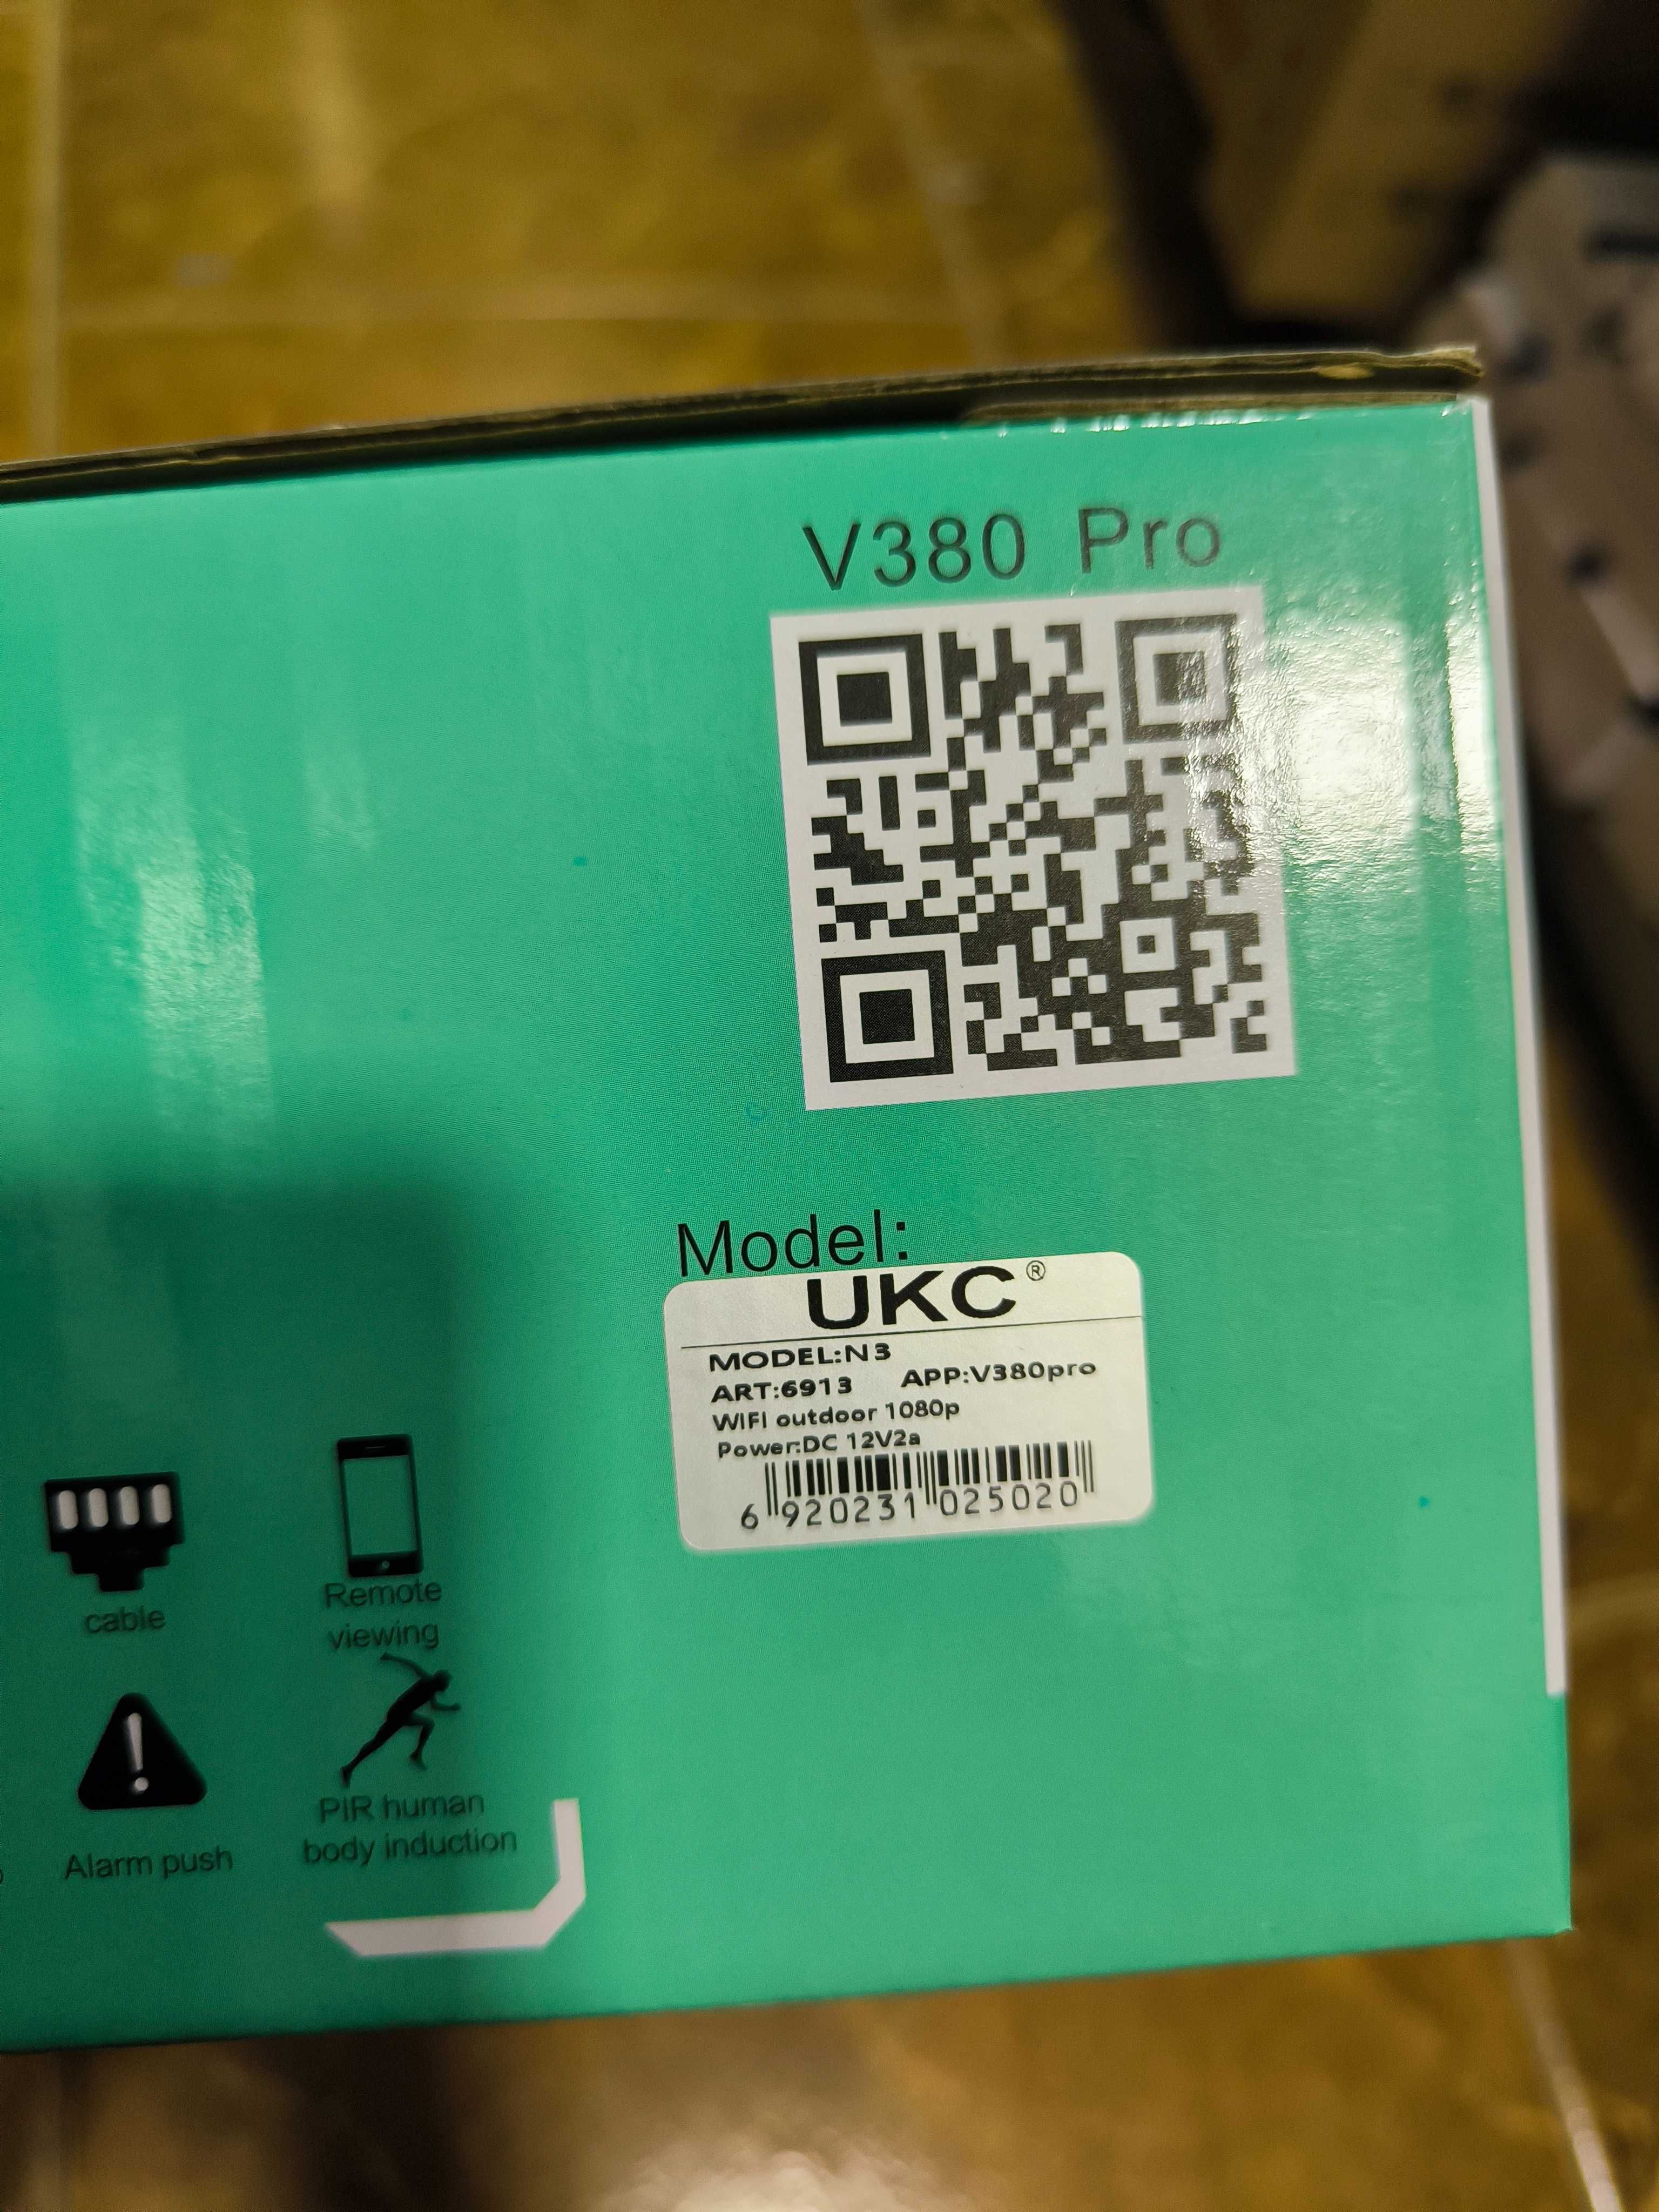 V380 Pro
Model:
UKC®
MODEL:N3
ART:6913 APP:V380pro
WIFI outdoor 1080p
Power:DC 12V2a
6 920231 025020
cable
Remote
viewing
Alarm push
PIR human
body induction